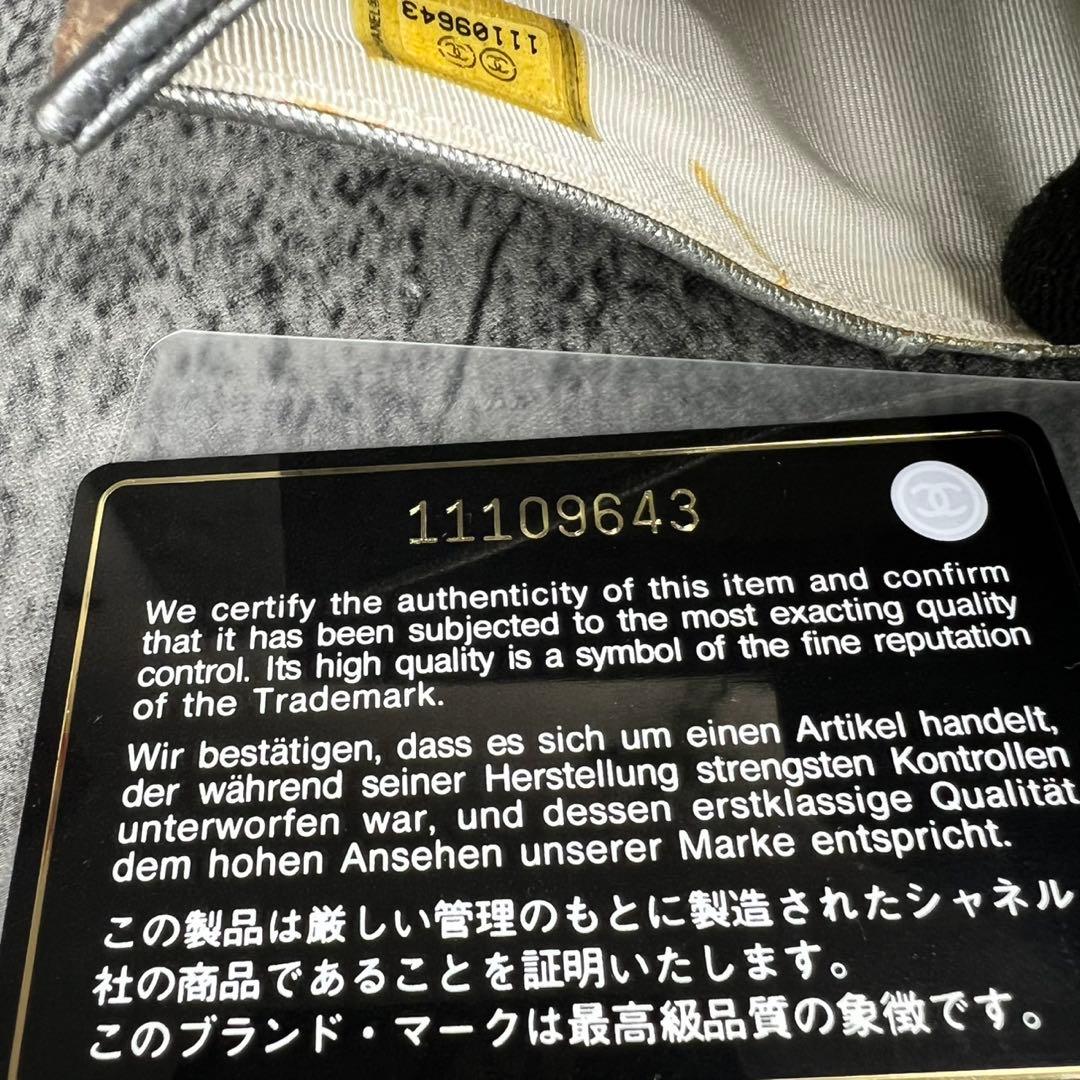 11109643
11109643
We certify the authenticity of this item and confirm
that it has been subjected to the most exacting quality
control. Its high quality is a symbol of the fine reputation
of the Trademark.
Wir bestätigen, dass es sich um einen Artikel handelt,
der während seiner Herstellung strengsten Kontrollen
unterworfen war, und dessen erstklassige Qualität
dem hohen Ansehen unserer Marke entspricht.
この製品は厳しい管理のもとに製造されたシャネル
社の商品であることを証明いたします。
このブランド・マークは最高級品質の象徴です。